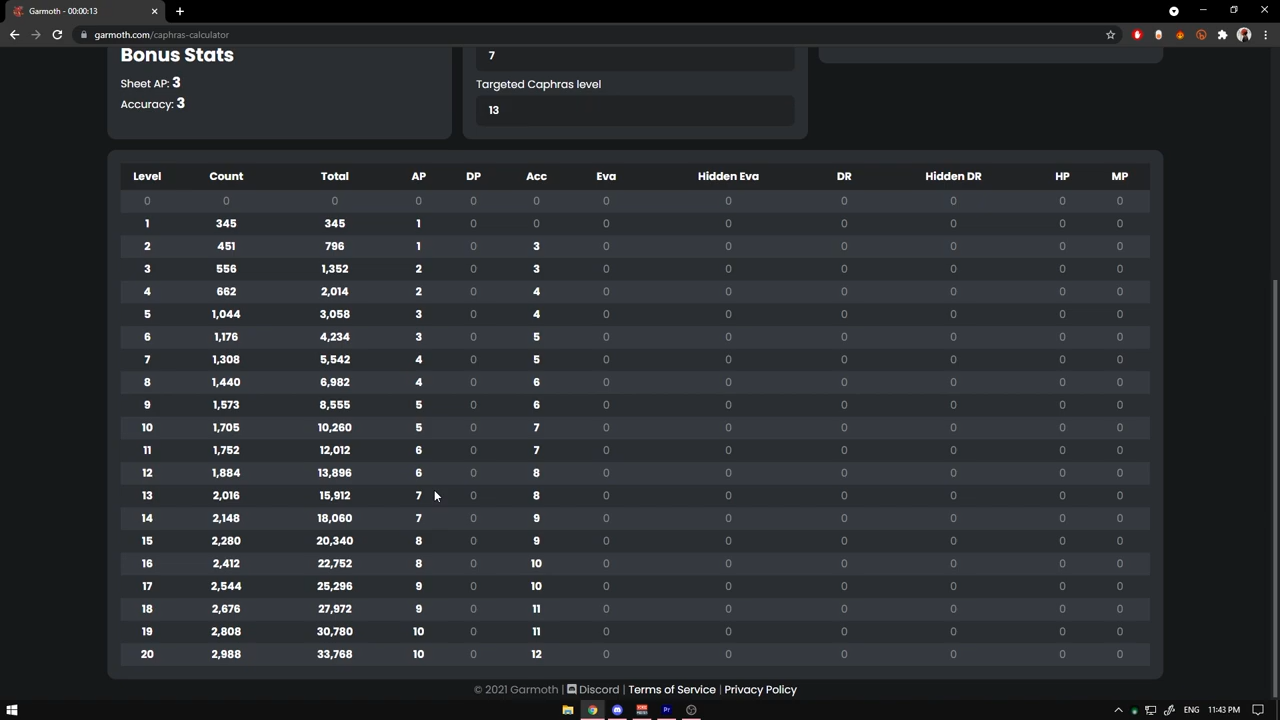 Garmoth - 00:00:13
garmoth.com/caphras-calculator
Bonus Stats
Sheet AP: 3
Accuracy: 3
7
Targeted Caphras level
13
Level Count Total AP DP Acc Eva Hidden Eva DR Hidden DR HP MP
0 0 0 0 0 0 0 0 0 0 0 0
1 345 345 1 0 0 0 0 0 0 0 0
2 451 796 1 0 3 0 0 0 0 0 0
3 556 1,352 2 0 3 0 0 0 0 0 0
4 662 2,014 2 0 4 0 0 0 0 0 0
5 1,044 3,058 3 0 4 0 0 0 0 0 0
6 1,176 4,234 3 0 5 0 0 0 0 0 0
7 1,308 5,542 4 0 5 0 0 0 0 0 0
8 1,440 6,982 4 0 6 0 0 0 0 0 0
9 1,573 8,555 5 0 6 0 0 0 0 0 0
10 1,705 10,260 5 0 7 0 0 0 0 0 0
11 1,752 12,012 6 0 7 0 0 0 0 0 0
12 1,884 13,896 6 0 8 0 0 0 0 0 0
13 2,016 15,912 7 0 8 0 0 0 0 0 0
14 2,148 18,060 7 0 9 0 0 0 0 0 0
15 2,280 20,340 8 0 9 0 0 0 0 0 0
16 2,412 22,752 8 0 10 0 0 0 0 0 0
17 2,544 25,296 9 0 10 0 0 0 0 0 0
18 2,676 27,972 9 0 11 0 0 0 0 0 0
19 2,808 30,780 10 0 11 0 0 0 0 0 0
20 2,988 33,768 10 0 12 0 0 0 0 0 0
© 2021 Garmoth | Discord | Terms of Service | Privacy Policy
ENG 11:43 PM